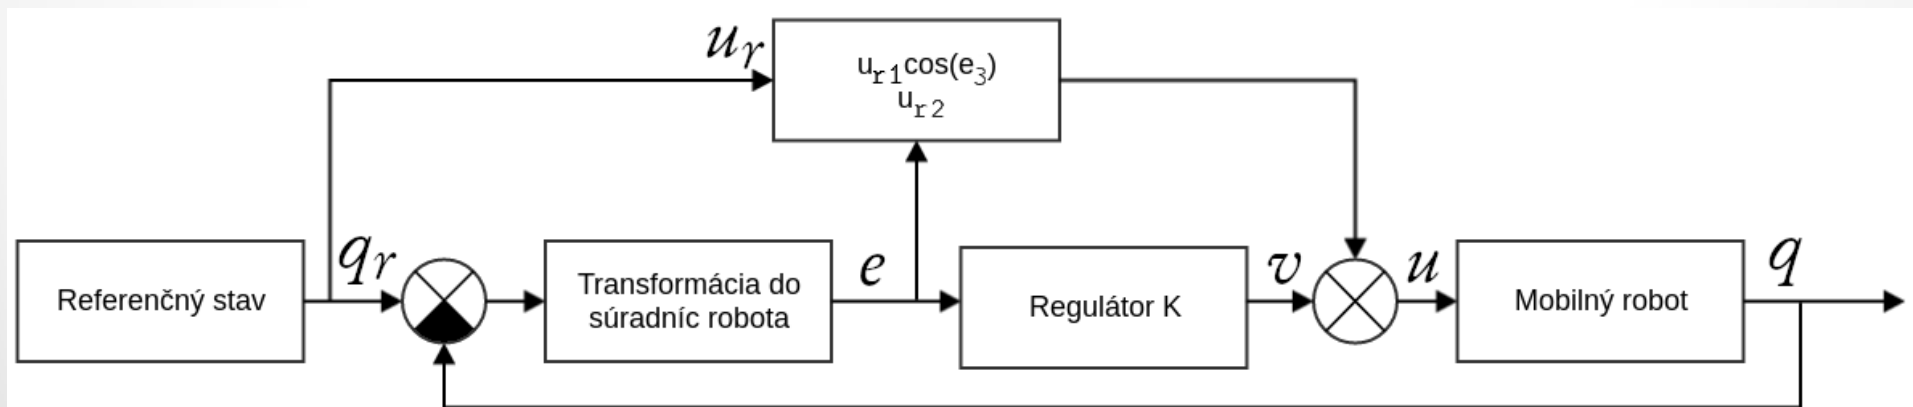 u_r
u_r1cos(e_3)
u_r2
Referenčný stav
q_r
Transformácia do
súradníc robota
e
Regulátor K
v
u
Mobilný robot
q